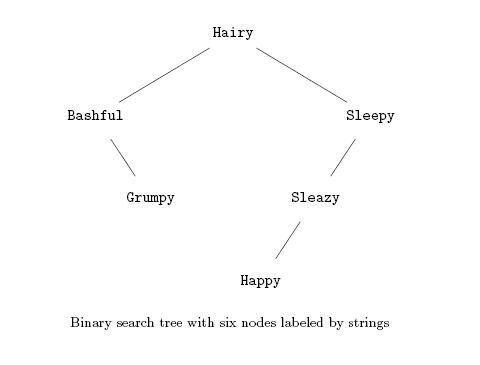 Hairy
Bashful Sleepy
Grumpy Sleazy
Happy
Binary search tree with six nodes labeled by strings